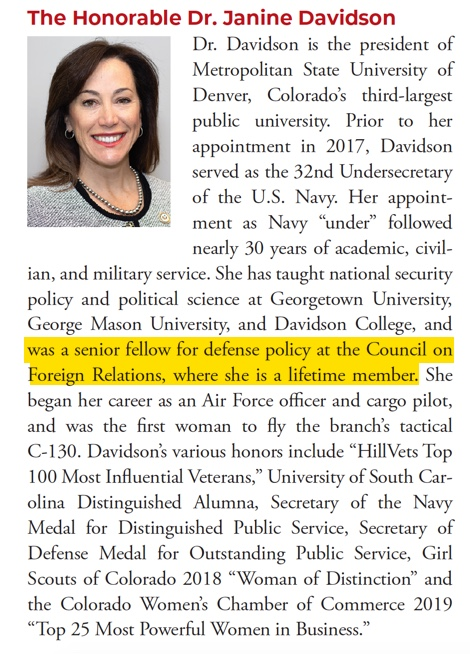 The Honorable Dr. Janine Davidson
Dr. Davidson is the president of
Metropolitan State University of
Denver, Colorado’s third-largest
public university. Prior to her
appointment in 2017, Davidson
served as the 32nd Undersecretary
of the U.S. Navy. Her appoint-
ment as Navy “under” followed
nearly 30 years of academic, civil-
ian, and military service. She has taught national security
policy and political science at Georgetown University,
George Mason University, and Davidson College, and
was a senior fellow for defense policy at the Council on
Foreign Relations, where she is a lifetime member. She
began her career as an Air Force officer and cargo pilot,
and was the first woman to fly the branch’s tactical
C-130. Davidson’s various honors include “HillVets Top
100 Most Influential Veterans,” University of South Car-
olina Distinguished Alumna, Secretary of the Navy
Medal for Distinguished Public Service, Secretary of
Defense Medal for Outstanding Public Service, Girl
Scouts of Colorado 2018 “Woman of Distinction” and
the Colorado Women’s Chamber of Commerce 2019
“Top 25 Most Powerful Women in Business.”